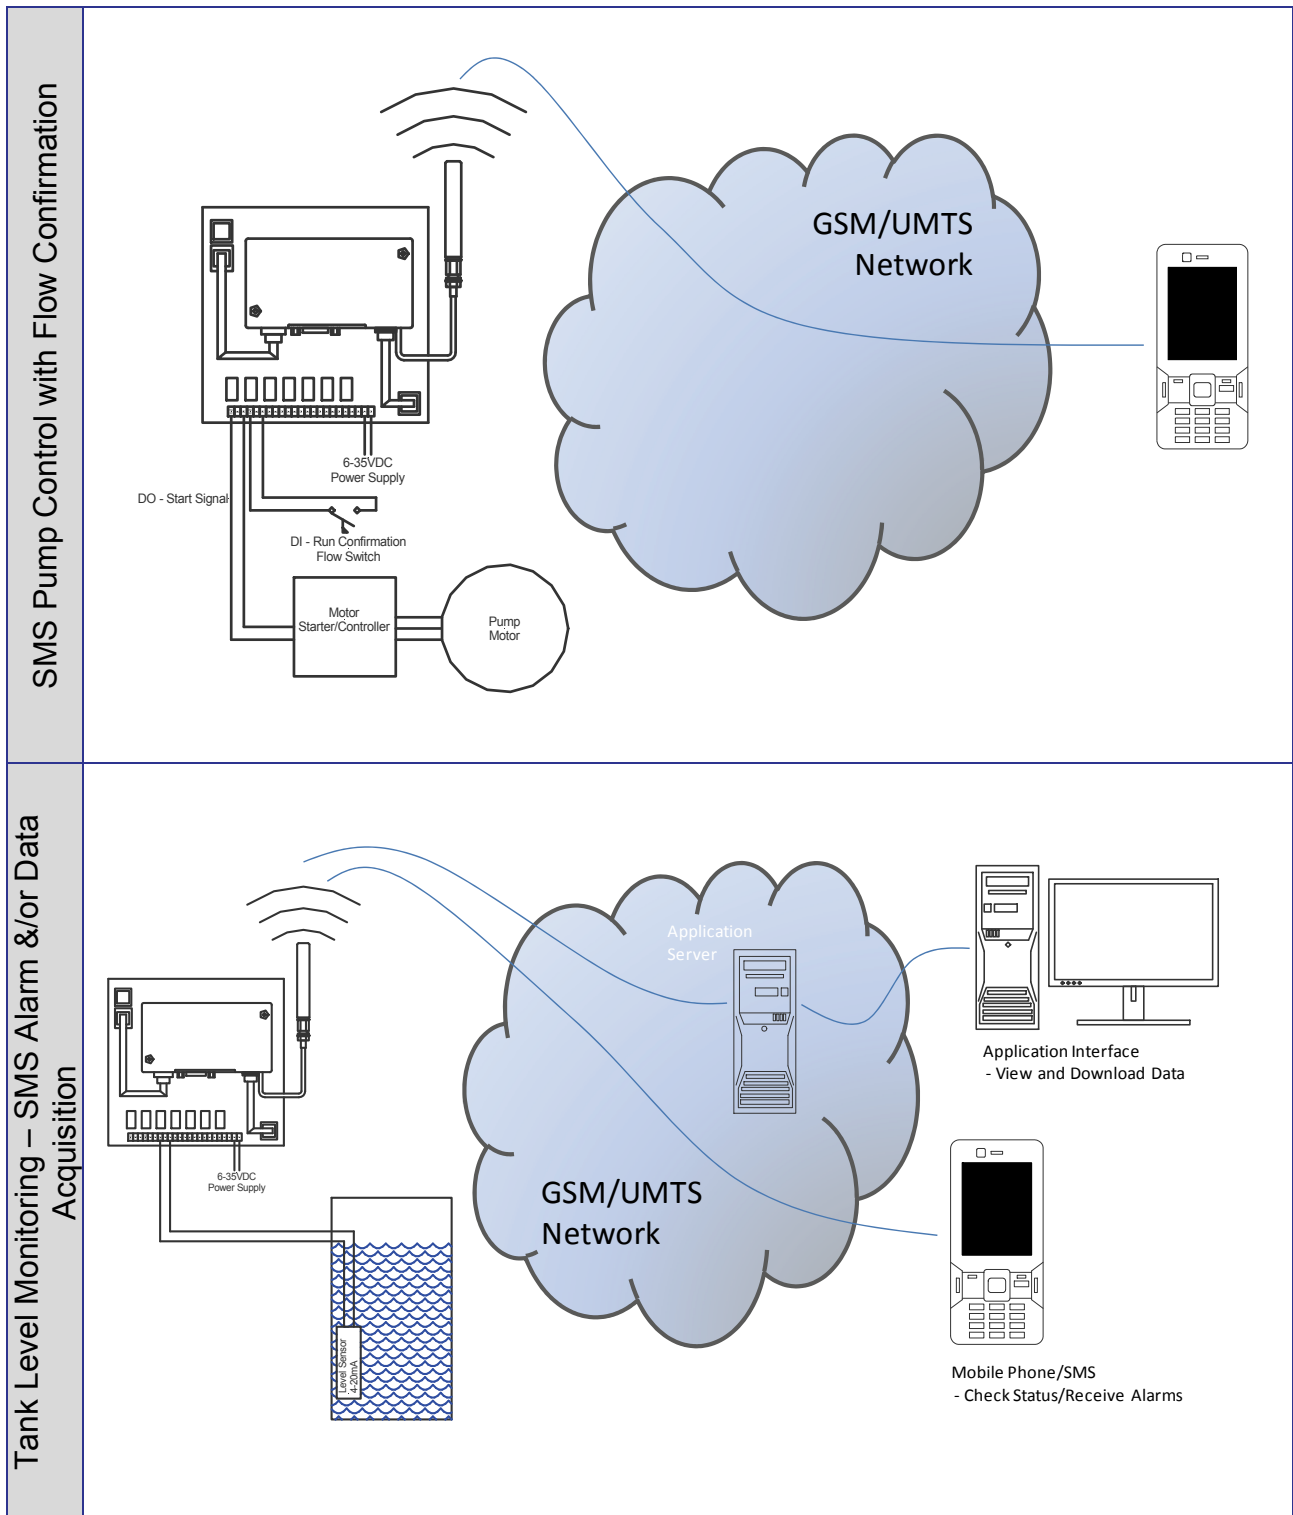 SMS Pump Control with Flow Confirmation
GSM/UMTS
Network
6-35VDC
Power Supply
DO - Start Signal
DI - Run Confirmation
Flow Switch
Motor
Starter/Controller
Pump
Motor
Tank Level Monitoring – SMS Alarm &/or Data
Acquisition
Application
Server
Application Interface
- View and Download Data
6-35VDC
Power Supply
GSM/UMTS
Network
Level Sensor
4-20mA
Mobile Phone/SMS
- Check Status/Receive Alarms